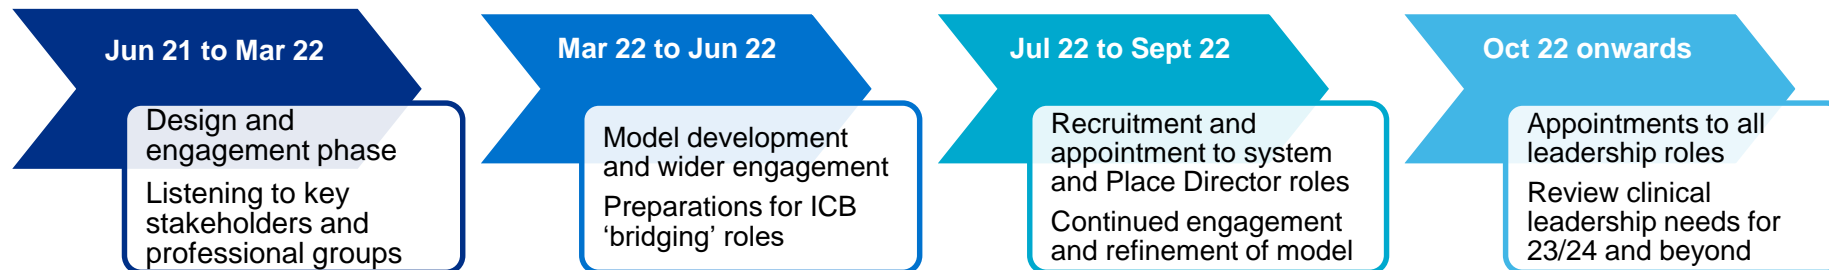 Jun 21 to Mar 22
Design and
engagement phase
Listening to key
stakeholders and
professional groups
Mar 22 to Jun 22
Model development
and wider engagement
Preparations for ICB
‘bridging’ roles
Jul 22 to Sept 22
Recruitment and
appointment to system
and Place Director roles
Continued engagement
and refinement of model
Oct 22 onwards
Appointments to all
leadership roles
Review clinical
leadership needs for
23/24 and beyond